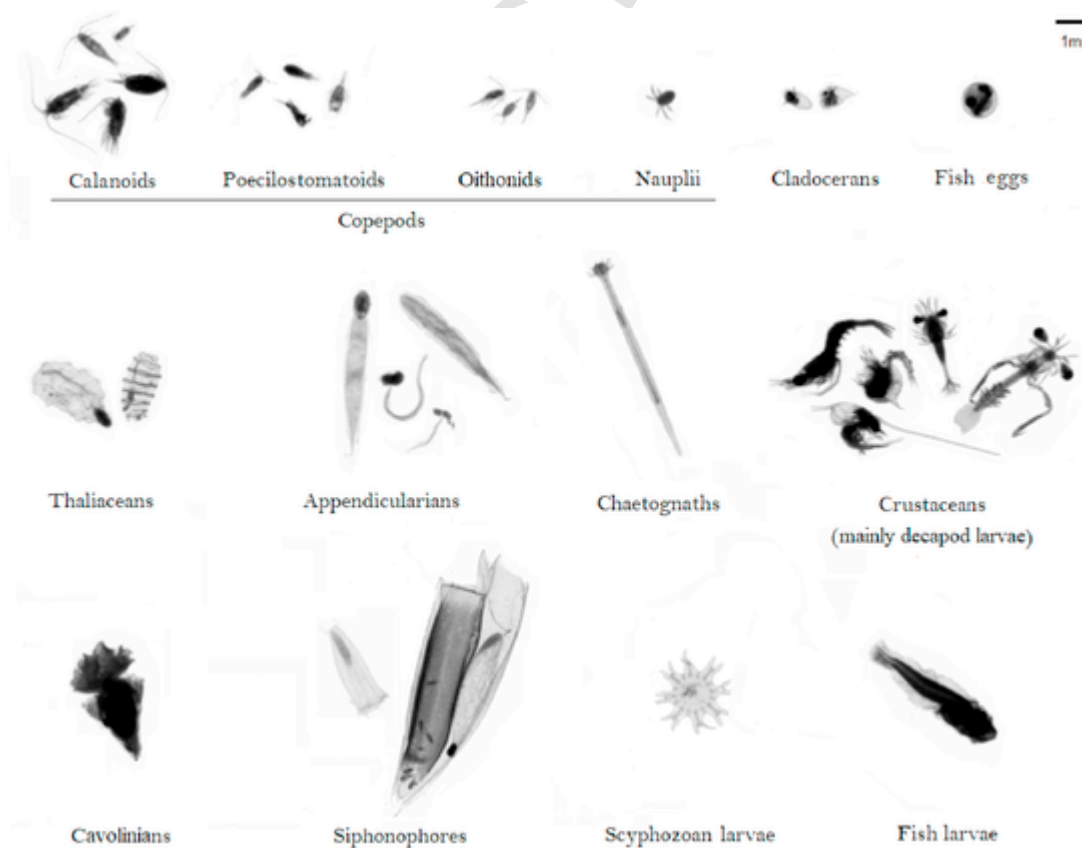 1m
Calanoids Poecilostomatoids Oithonids Nauplii Cladocerans Fish eggs
Copepods
Thaliaceans Appendicularians Chaetognaths Crustaceans
(mainly decapod larvae)
Cavolinians Siphonophores Scyphozoan larvae Fish larvae